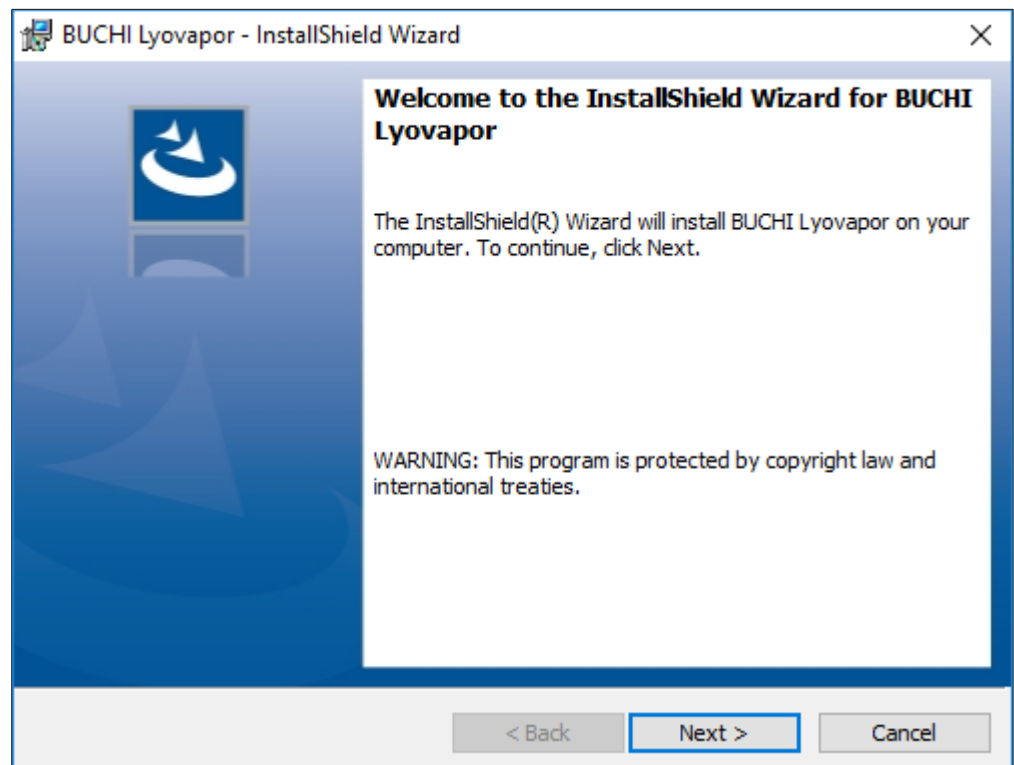 BUCHI Lyovapor - InstallShield Wizard
Welcome to the InstallShield Wizard for BUCHI
Lyovapor
The InstallShield(R) Wizard will install BUCHI Lyovapor on your
computer. To continue, click Next.
WARNING: This program is protected by copyright law and
international treaties.
< Back
Next >
Cancel